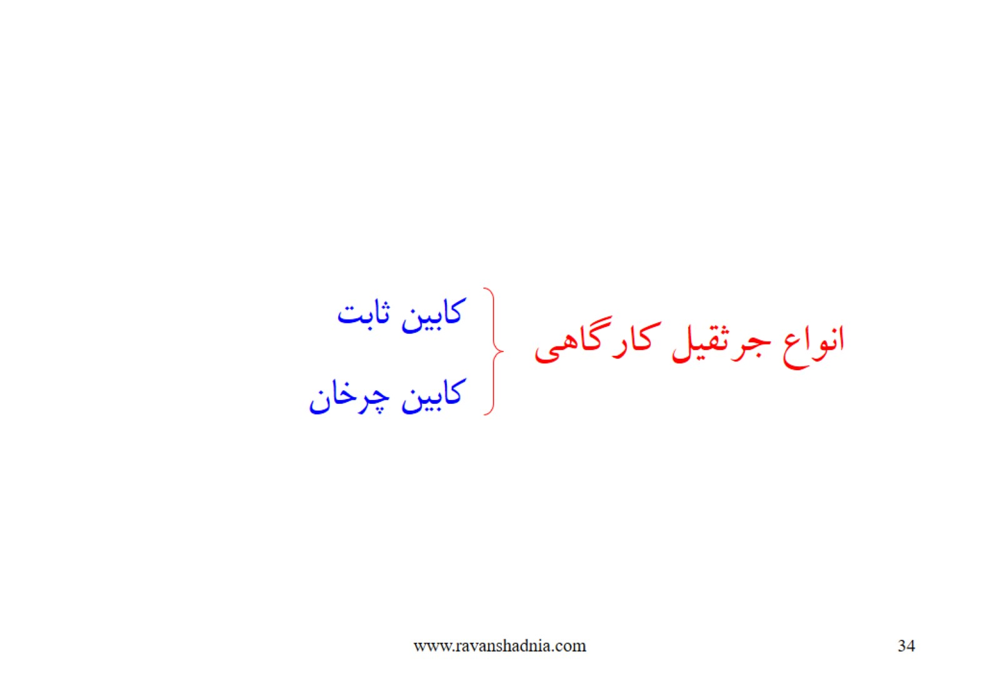 انواع جرثقیل کارگاهی
کابین ثابت
کابین چرخان
www.ravanshadnia.com
34